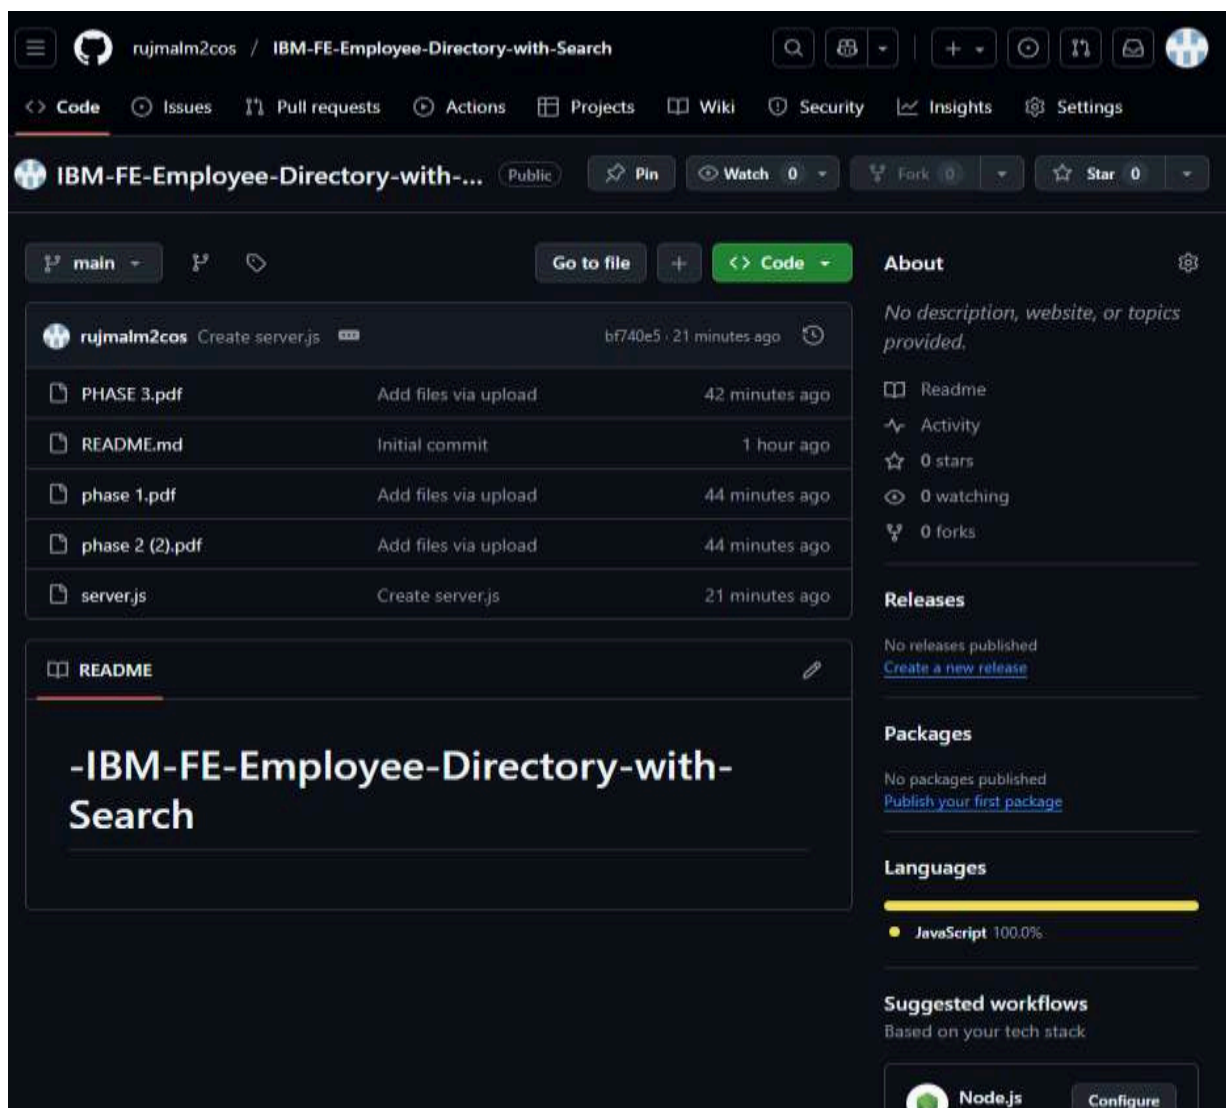 rujmalm2cos / IBM-FE-Employee-Directory-with-Search
Code Issues Pull requests Actions Projects Wiki Security Insights Settings
IBM-FE-Employee-Directory-with-... Public Pin Watch 0 Fork 0 Star 0
main Go to file Code
rujmalm2cos Create server.js bf740e5 · 21 minutes ago
PHASE 3.pdf Add files via upload 42 minutes ago
README.md Initial commit 1 hour ago
phase 1.pdf Add files via upload 44 minutes ago
phase 2 (2).pdf Add files via upload 44 minutes ago
server.js Create server.js 21 minutes ago
README
-IBM-FE-Employee-Directory-with-
Search
About
No description, website, or topics
provided.
Readme
Activity
0 stars
0 watching
0 forks
Releases
No releases published
Create a new release
Packages
No packages published
Publish your first package
Languages
JavaScript 100.0%
Suggested workflows
Based on your tech stack
Node.js Configure